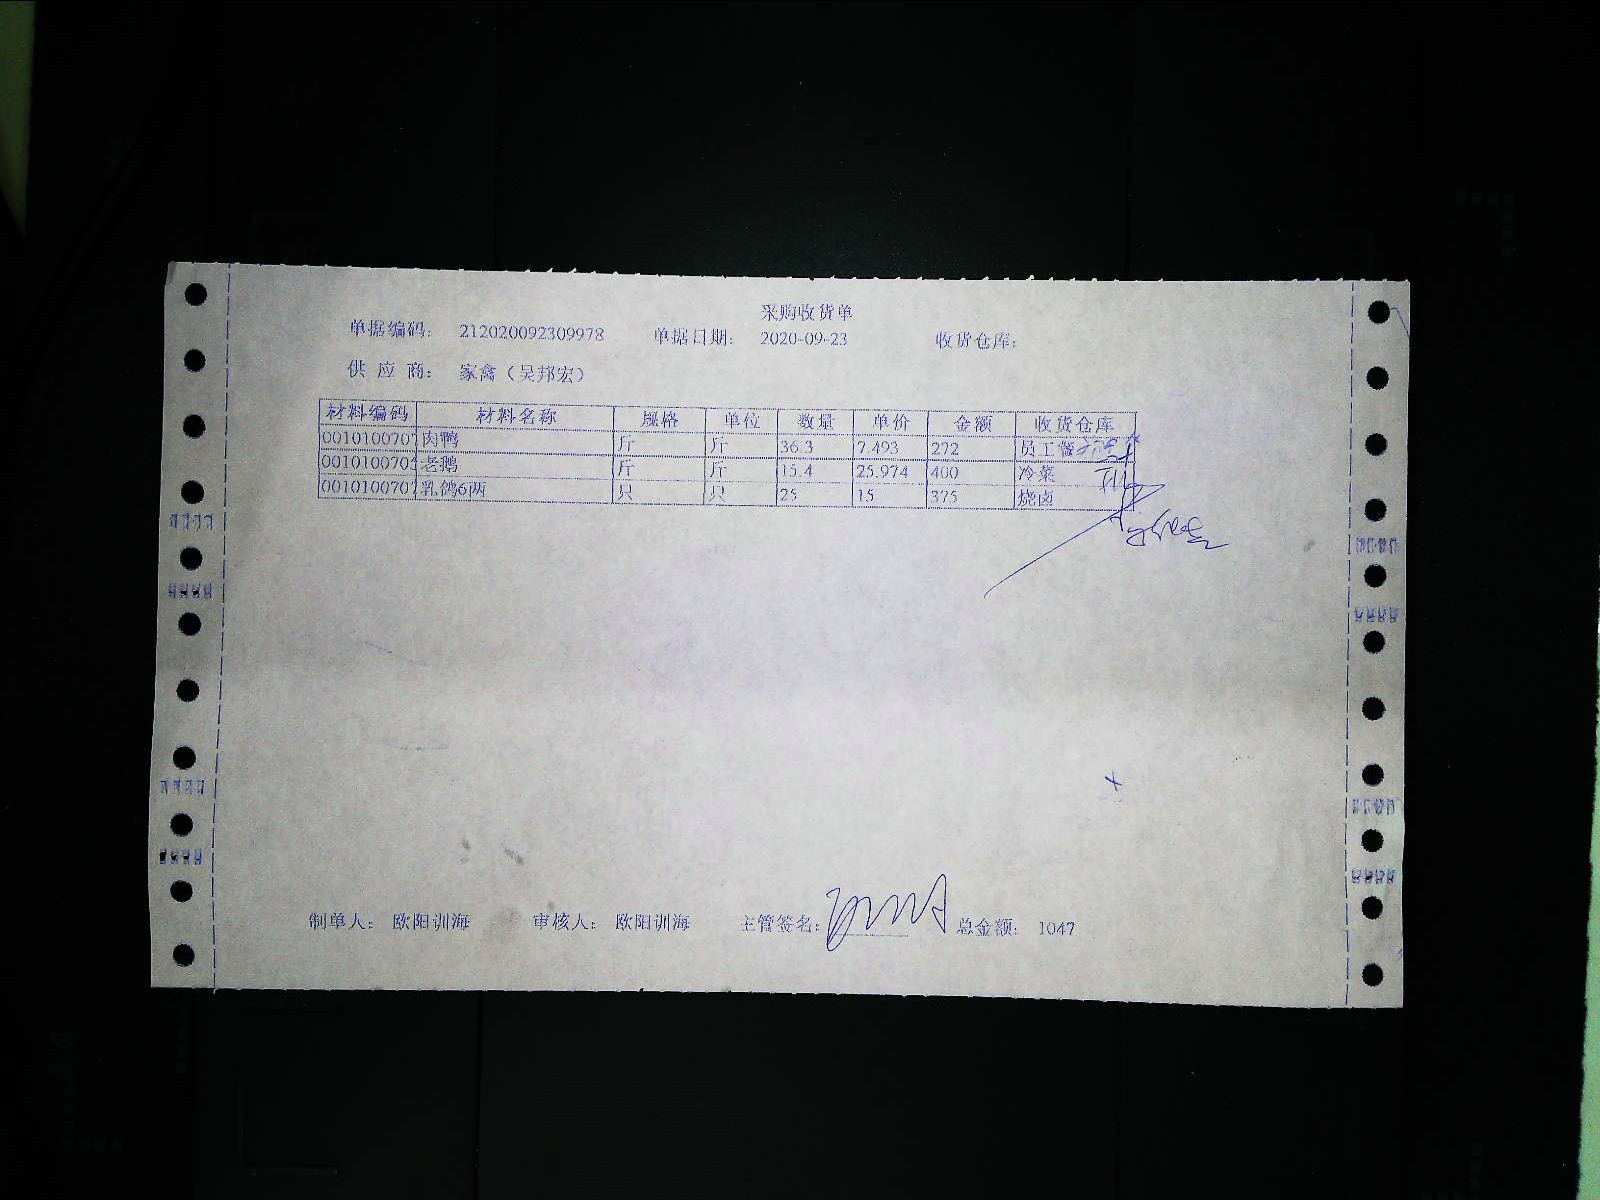 采购收货单
单据编码: 212020092309978 单据日期: 2020-09-23 收货仓库:
供应商: 家禽（吴邦宏）
材料编码 材料名称 规格 单位 数量 单价 金额 收货仓库
0010100707 肉鸭 斤 斤 36.3 7.493 272 员工餐
001010070 老鹅 斤 斤 15.4 25.974 400 冷菜
001010070 乳鸽6两 只 只 25 15 375 烧卤
制单人: 欧阳训海 审核人: 欧阳训海 主管签名: 总金额: 1047